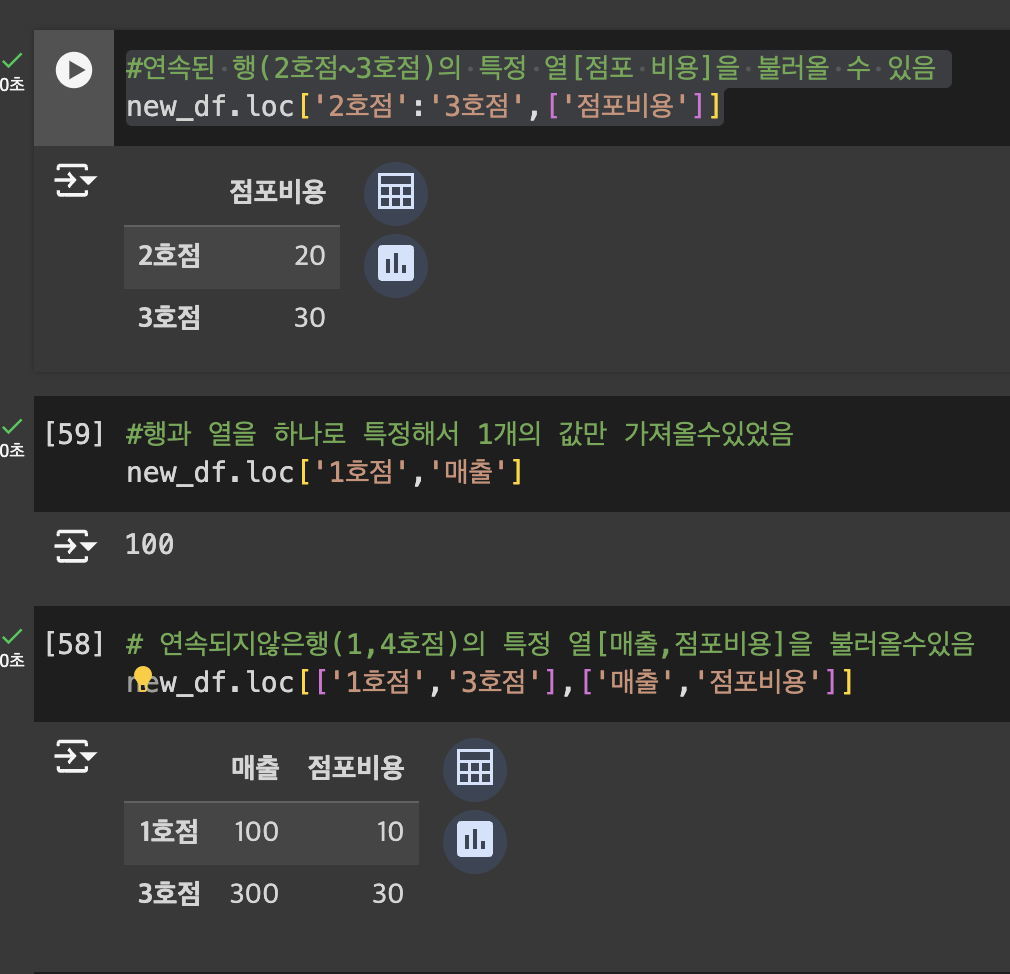 #연속된 행(2호점~3호점)의 특정 열[점포 비용]을 불러올 수 있음
0초
new_df.loc['2호점':'3호점',['점포비용']]
점포비용
2호점 20
3호점 30
[59] #행과 열을 하나로 특정해서 1개의 값만 가져올수있었음
0초
new_df.loc['1호점','매출']
100
[58] # 연속되지않은행(1,4호점)의 특정 열[매출,점포비용]을 불러올수있음
0초
new_df.loc[['1호점','3호점'],['매출','점포비용']]
매출 점포비용
1호점 100 10
3호점 300 30